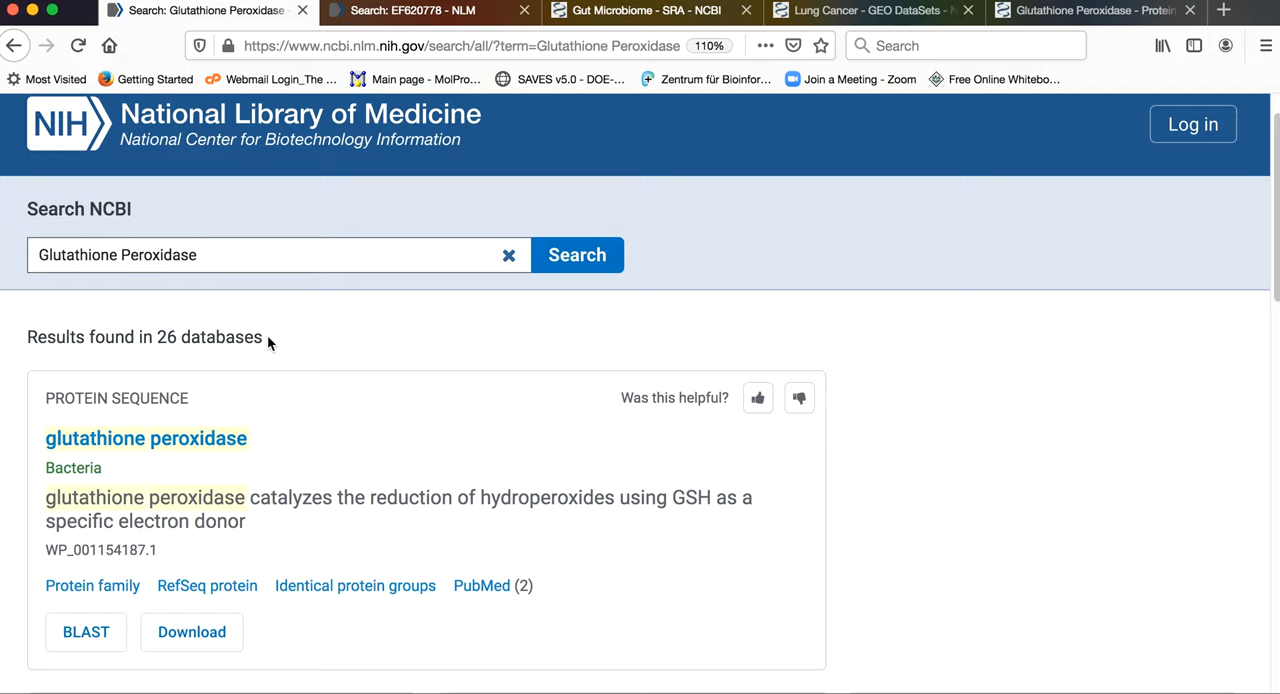 Search: Glutathione Peroxidase -
Search: EF620778 - NLM
Gut Microbiome - SRA - NCBI
Lung Cancer - GEO DataSets - N
Glutathione Peroxidase - Protein
https://www.ncbi.nlm.nih.gov/search/all/?term=Glutathione Peroxidase
110%
Search
Most Visited
Getting Started
Webmail Login_The ...
Main page - MolPro...
SAVES v5.0 - DOE-...
Zentrum für Bioinfor...
Join a Meeting - Zoom
Free Online Whitebo...
NIH
National Library of Medicine
National Center for Biotechnology Information
Log in
Search NCBI
Glutathione Peroxidase
Search
Results found in 26 databases
PROTEIN SEQUENCE
Was this helpful?
glutathione peroxidase
Bacteria
glutathione peroxidase catalyzes the reduction of hydroperoxides using GSH as a
specific electron donor
WP_001154187.1
Protein family RefSeq protein Identical protein groups PubMed (2)
BLAST
Download